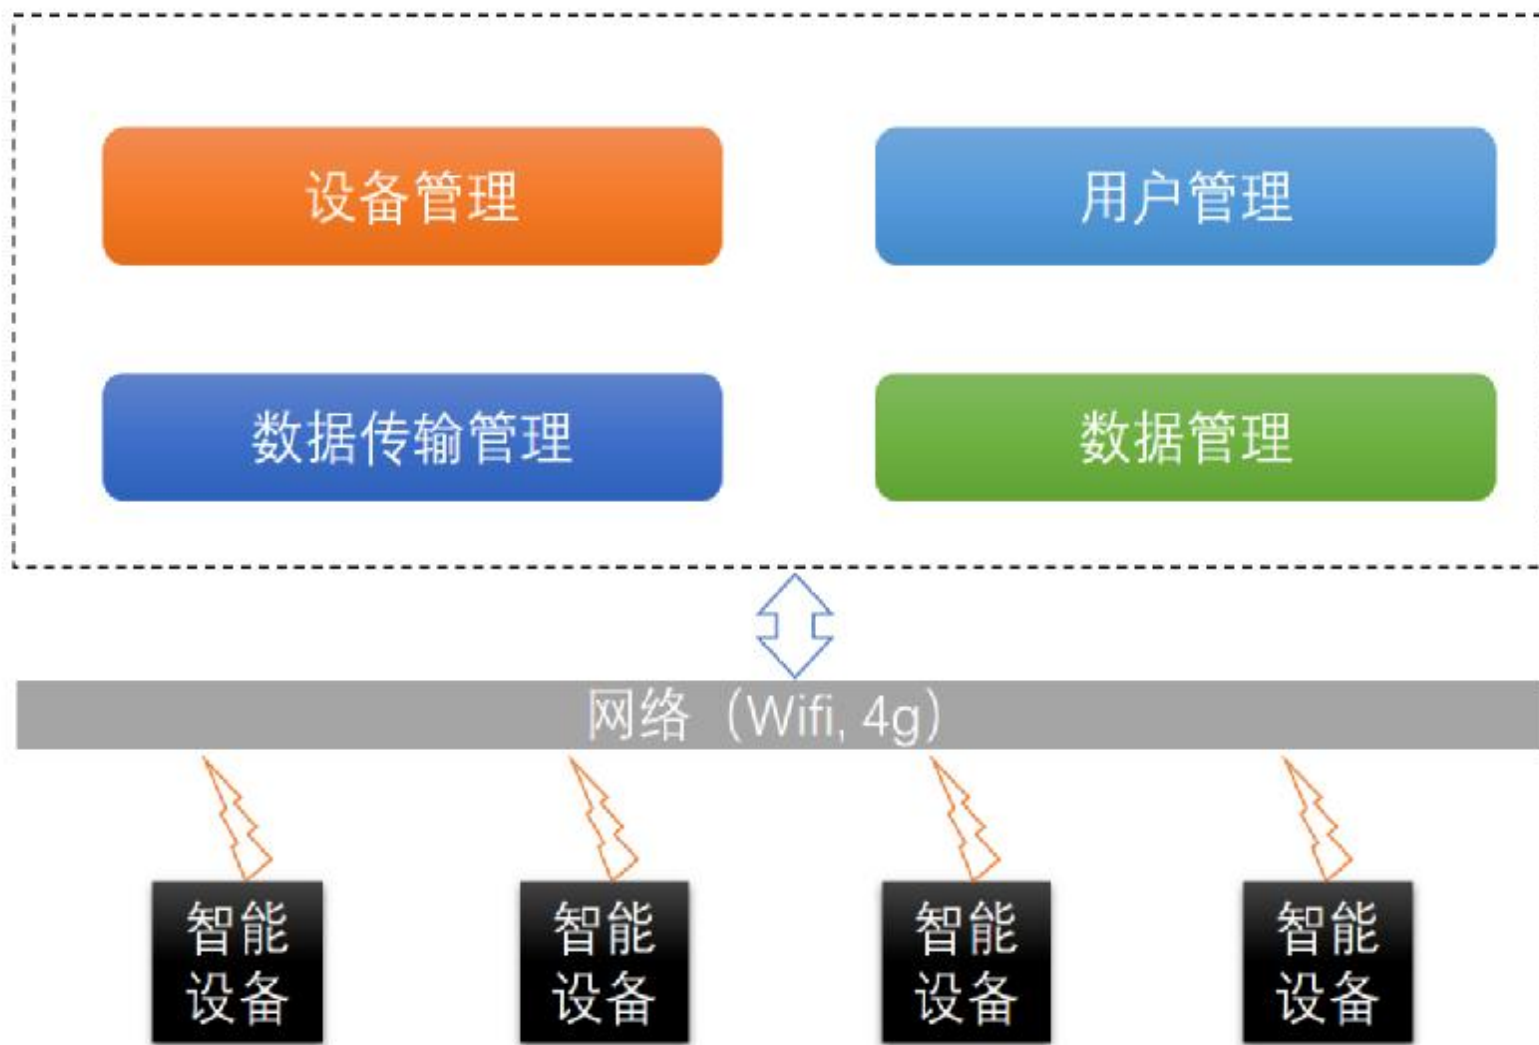 设备管理
用户管理
数据传输管理
数据管理
网络（Wifi, 4g）
智能
设备
智能
设备
智能
设备
智能
设备